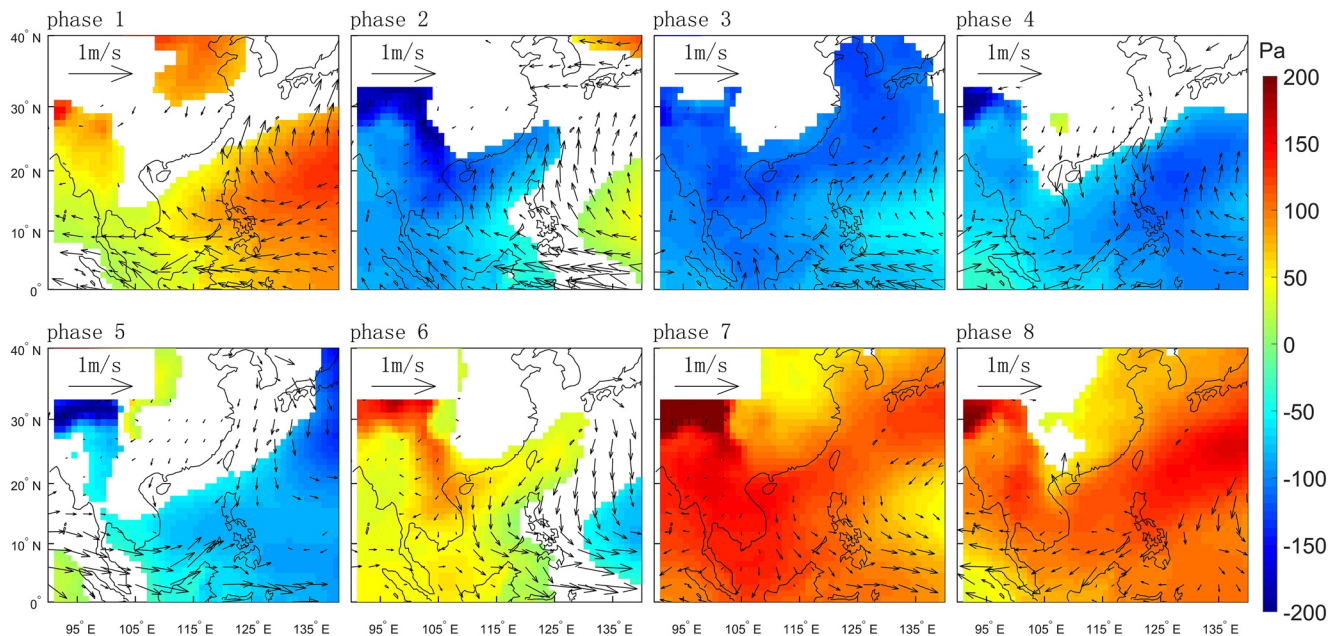 phase 1
phase 2
phase 3
phase 4
40° N
30° N
20° N
10° N
0°
1m/s
1m/s
1m/s
1m/s
Pa
200
150
100
50
0
-50
-100
-150
-200
phase 5
phase 6
phase 7
phase 8
40° N
30° N
20° N
10° N
0°
1m/s
1m/s
1m/s
1m/s
95° E 105° E 115° E 125° E 135° E
95° E 105° E 115° E 125° E 135° E
95° E 105° E 115° E 125° E 135° E
95° E 105° E 115° E 125° E 135° E